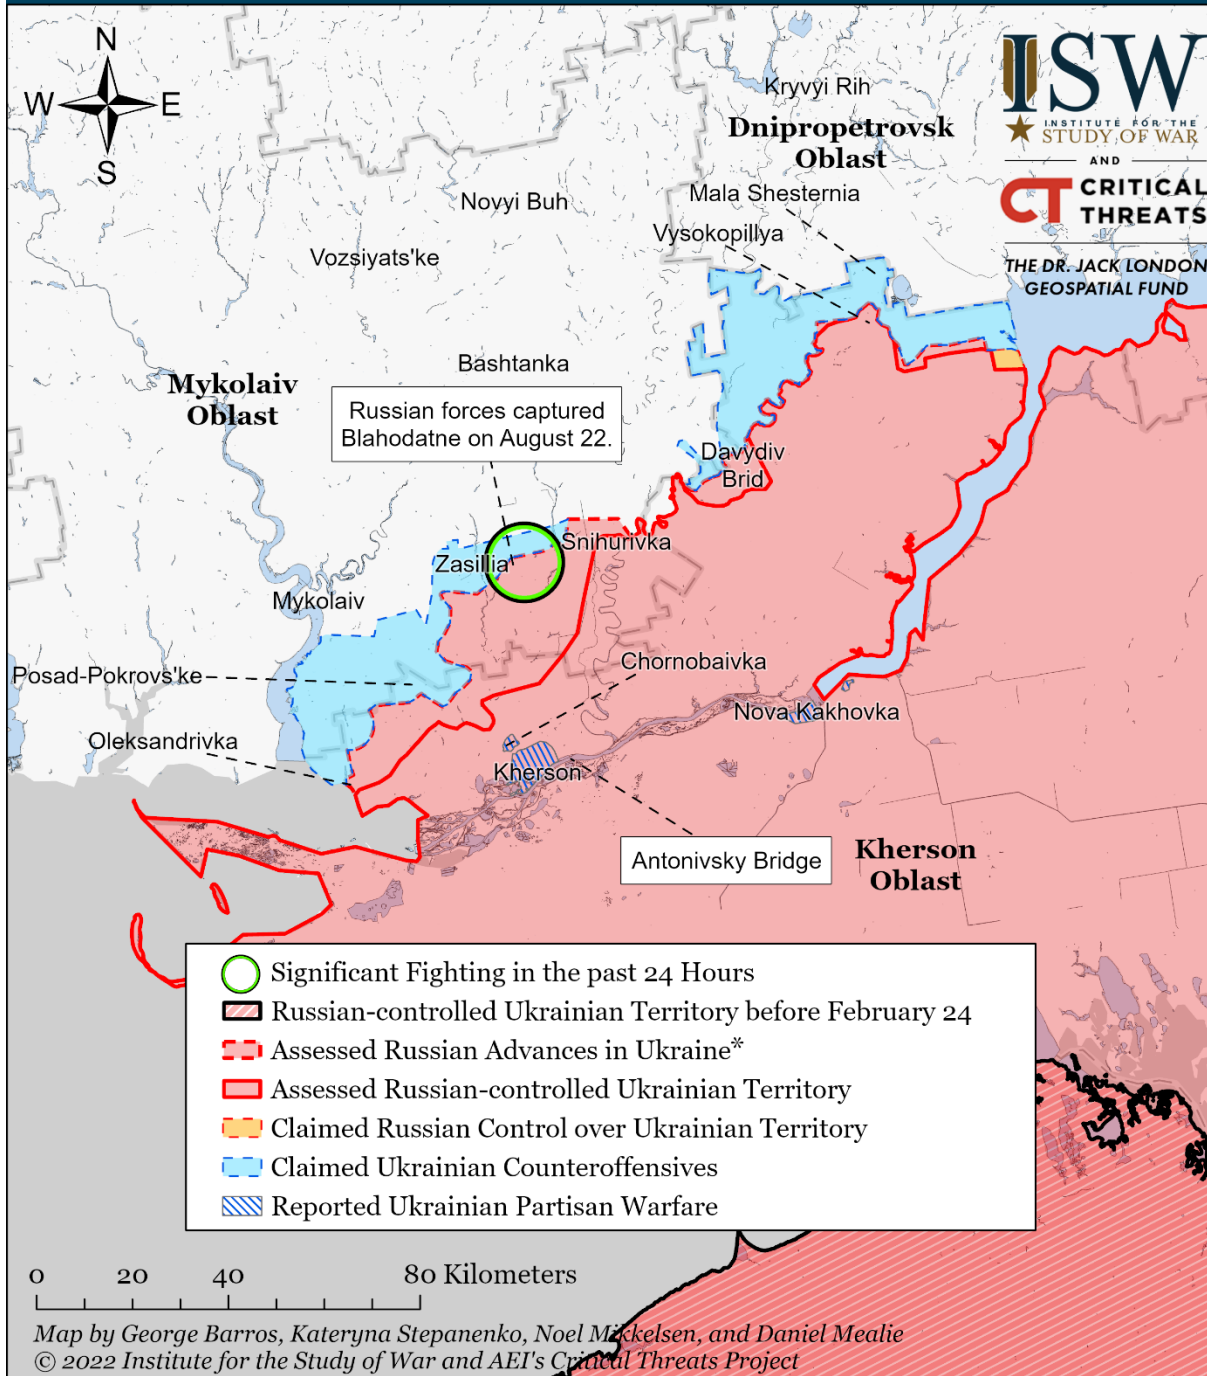 N
W E
S
ISW
INSTITUTE FOR THE
STUDY OF WAR
AND
CT CRITICAL
THREATS
THE DR. JACK LONDON
GEOSPATIAL FUND
Kryvyi Rih
Dnipropetrovsk
Oblast
Mala Shesternia
Novyi Buh
Vysokopillya
Vozsiyats'ke
Bashtanka
Mykolaiv
Oblast
Russian forces captured
Blahodatne on August 22.
Davydiv
Brid
Snihurivka
Zasillia
Mykolaiv
Chornobaivka
Posad-Pokrovs'ke
Nova Kakhovka
Oleksandrivka
Kherson
Antonivsky Bridge
Kherson
Oblast
Significant Fighting in the past 24 Hours
Russian-controlled Ukrainian Territory before February 24
Assessed Russian Advances in Ukraine*
Assessed Russian-controlled Ukrainian Territory
Claimed Russian Control over Ukrainian Territory
Claimed Ukrainian Counteroffensives
Reported Ukrainian Partisan Warfare
0 20 40 80 Kilometers
Map by George Barros, Kateryna Stepanenko, Noel Mikkelsen, and Daniel Mealie
© 2022 Institute for the Study of War and AEI's Critical Threats Project